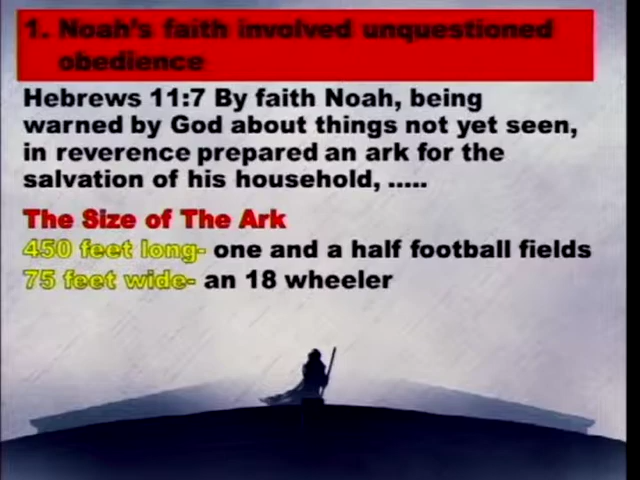 1. Noah's faith involved unquestioned
obedience
Hebrews 11:7 By faith Noah, being
warned by God about things not yet seen,
in reverence prepared an ark for the
salvation of his household, .....
The Size of The Ark
450 feet long- one and a half football fields
75 feet wide- an 18 wheeler